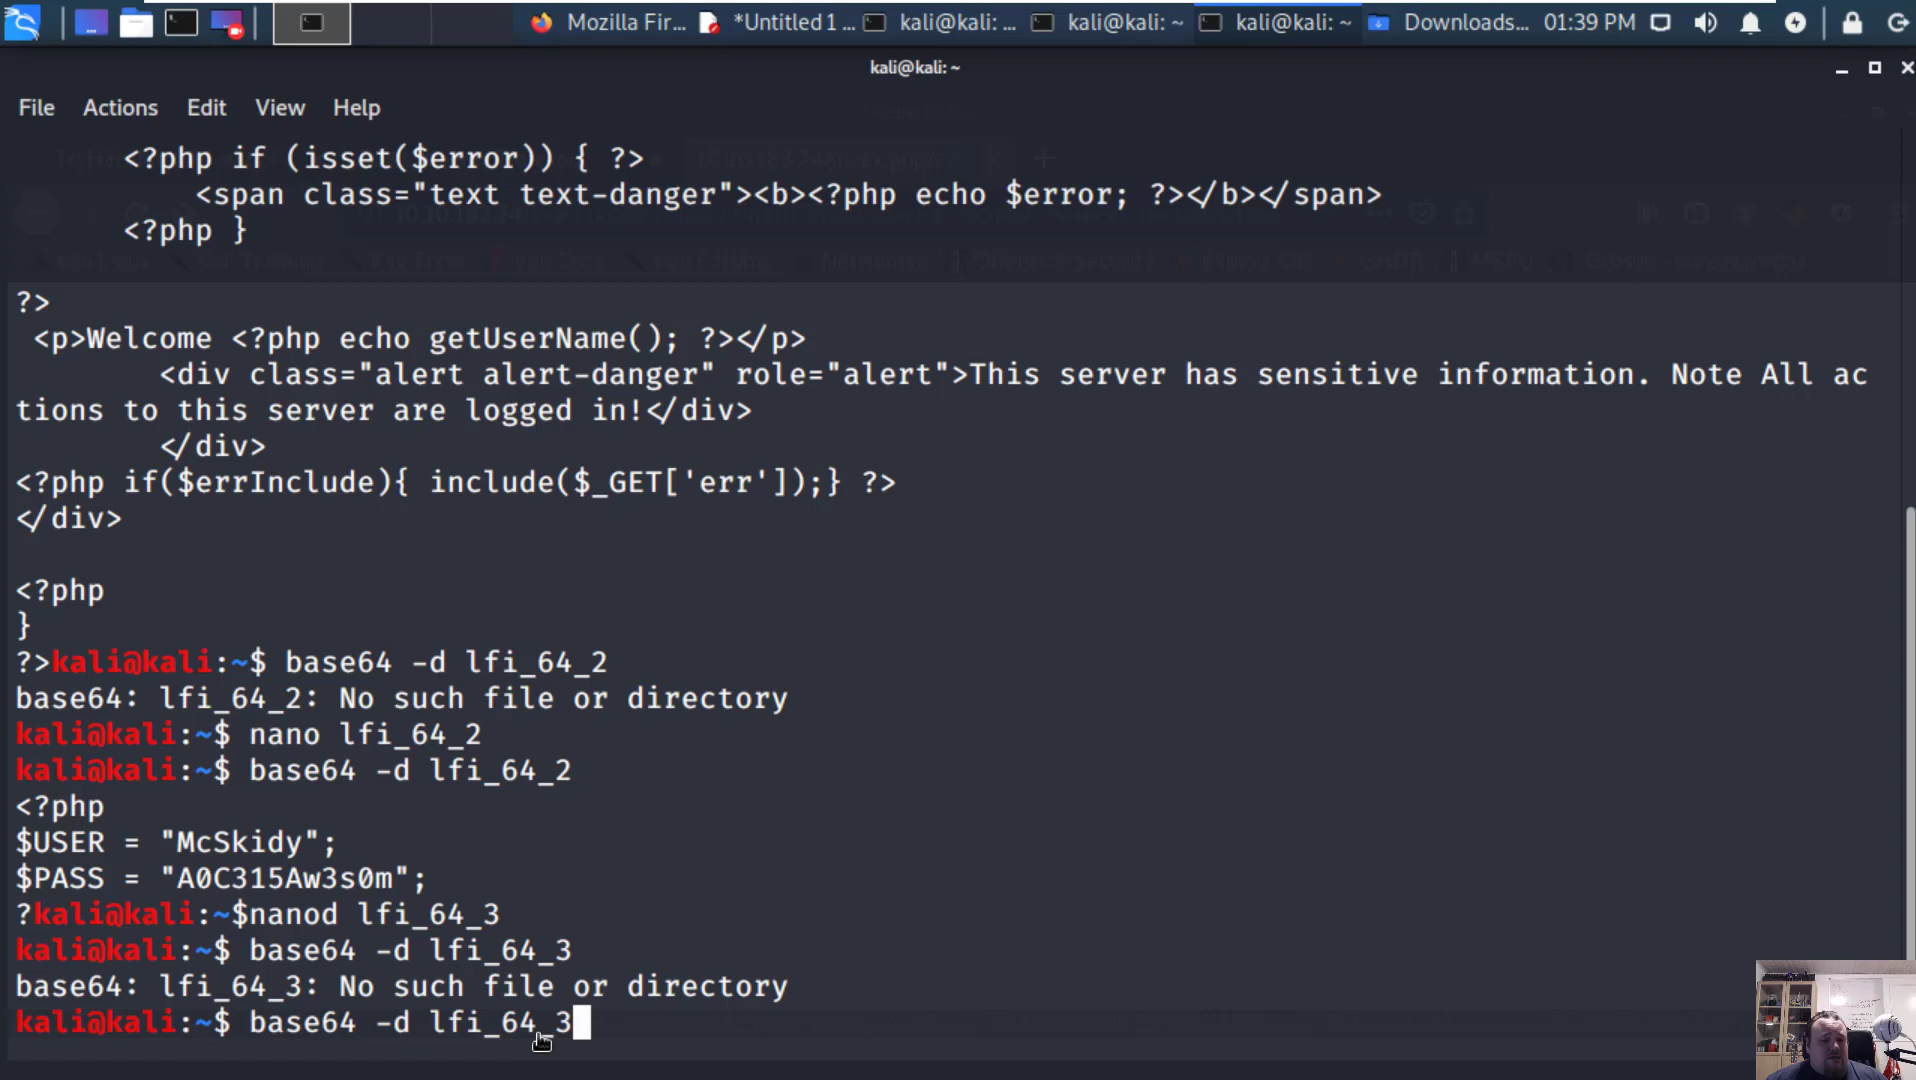 Mozilla Fir...
*Untitled 1 ...
kali@kali: ...
kali@kali: ~
kali@kali: ~
Downloads...
01:39 PM
kali@kali: ~
File Actions Edit View Help
<?php if (isset($error)) { ?>
<span class="text text-danger"><b><?php echo $error; ?></b></span>
<?php }
?>
<p>Welcome <?php echo getUserName(); ?></p>
<div class="alert alert-danger" role="alert">This server has sensitive information. Note All ac
tions to this server are logged in!</div>
</div>
<?php if($errInclude){ include($_GET['err']);} ?>
</div>
<?php
}
?>kali@kali:~$ base64 -d lfi_64_2
base64: lfi_64_2: No such file or directory
kali@kali:~$ nano lfi_64_2
kali@kali:~$ base64 -d lfi_64_2
<?php
$USER = "McSkidy";
$PASS = "A0C315Aw3s0m";
?kali@kali:~$nanod lfi_64_3
kali@kali:~$ base64 -d lfi_64_3
base64: lfi_64_3: No such file or directory
kali@kali:~$ base64 -d lfi_64_3